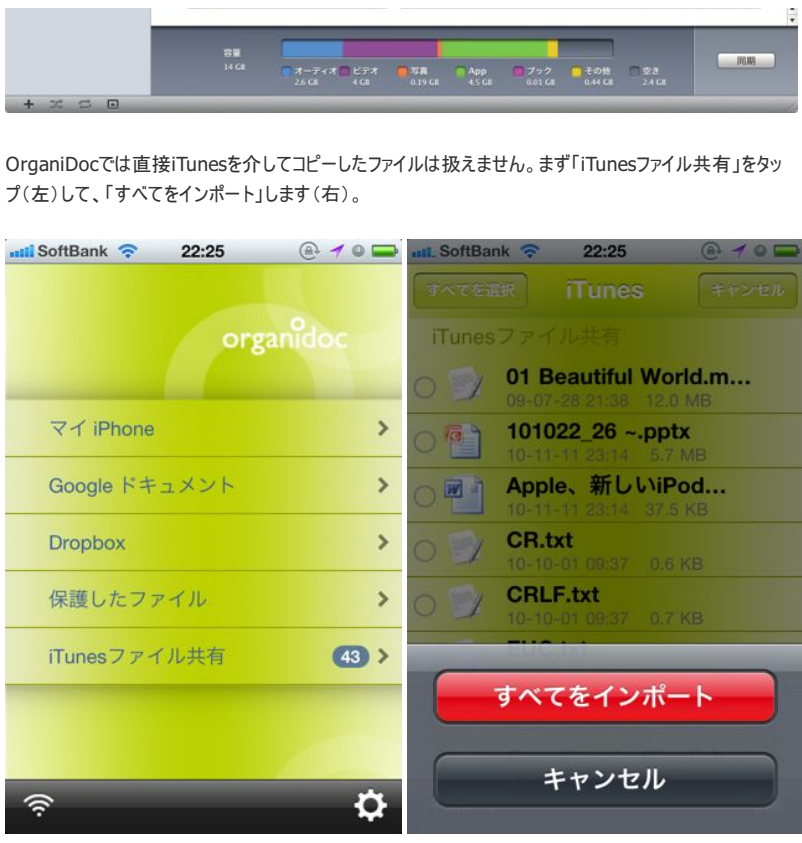 容量
14 GB
オーディオ ビデオ 写真 App ブック その他 空き
2.6 GB 4 GB 0.19 GB 4.5 GB 0.01 GB 0.44 GB 2.4 GB
同期
OrganiDocでは直接iTunesを介してコピーしたファイルは扱えません。まず「iTunesファイル共有」をタッ
プ(左)して、「すべてをインポート」します(右)。
SoftBank 22:25
organidoc
マイ iPhone
Google ドキュメント
Dropbox
保護したファイル
iTunesファイル共有 43
SoftBank 22:25
すべてを選択 iTunes キャンセル
iTunesファイル共有
01 Beautiful World.m...
09-07-28 21:38 12.0 MB
101022_26 ~.pptx
10-11-11 23:14 5.7 MB
Apple、新しいiPod...
10-11-11 23:14 37.5 KB
CR.txt
10-10-01 09:37 0.6 KB
CRLF.txt
10-10-01 09:37 0.7 KB
EUC.txt
すべてをインポート
キャンセル